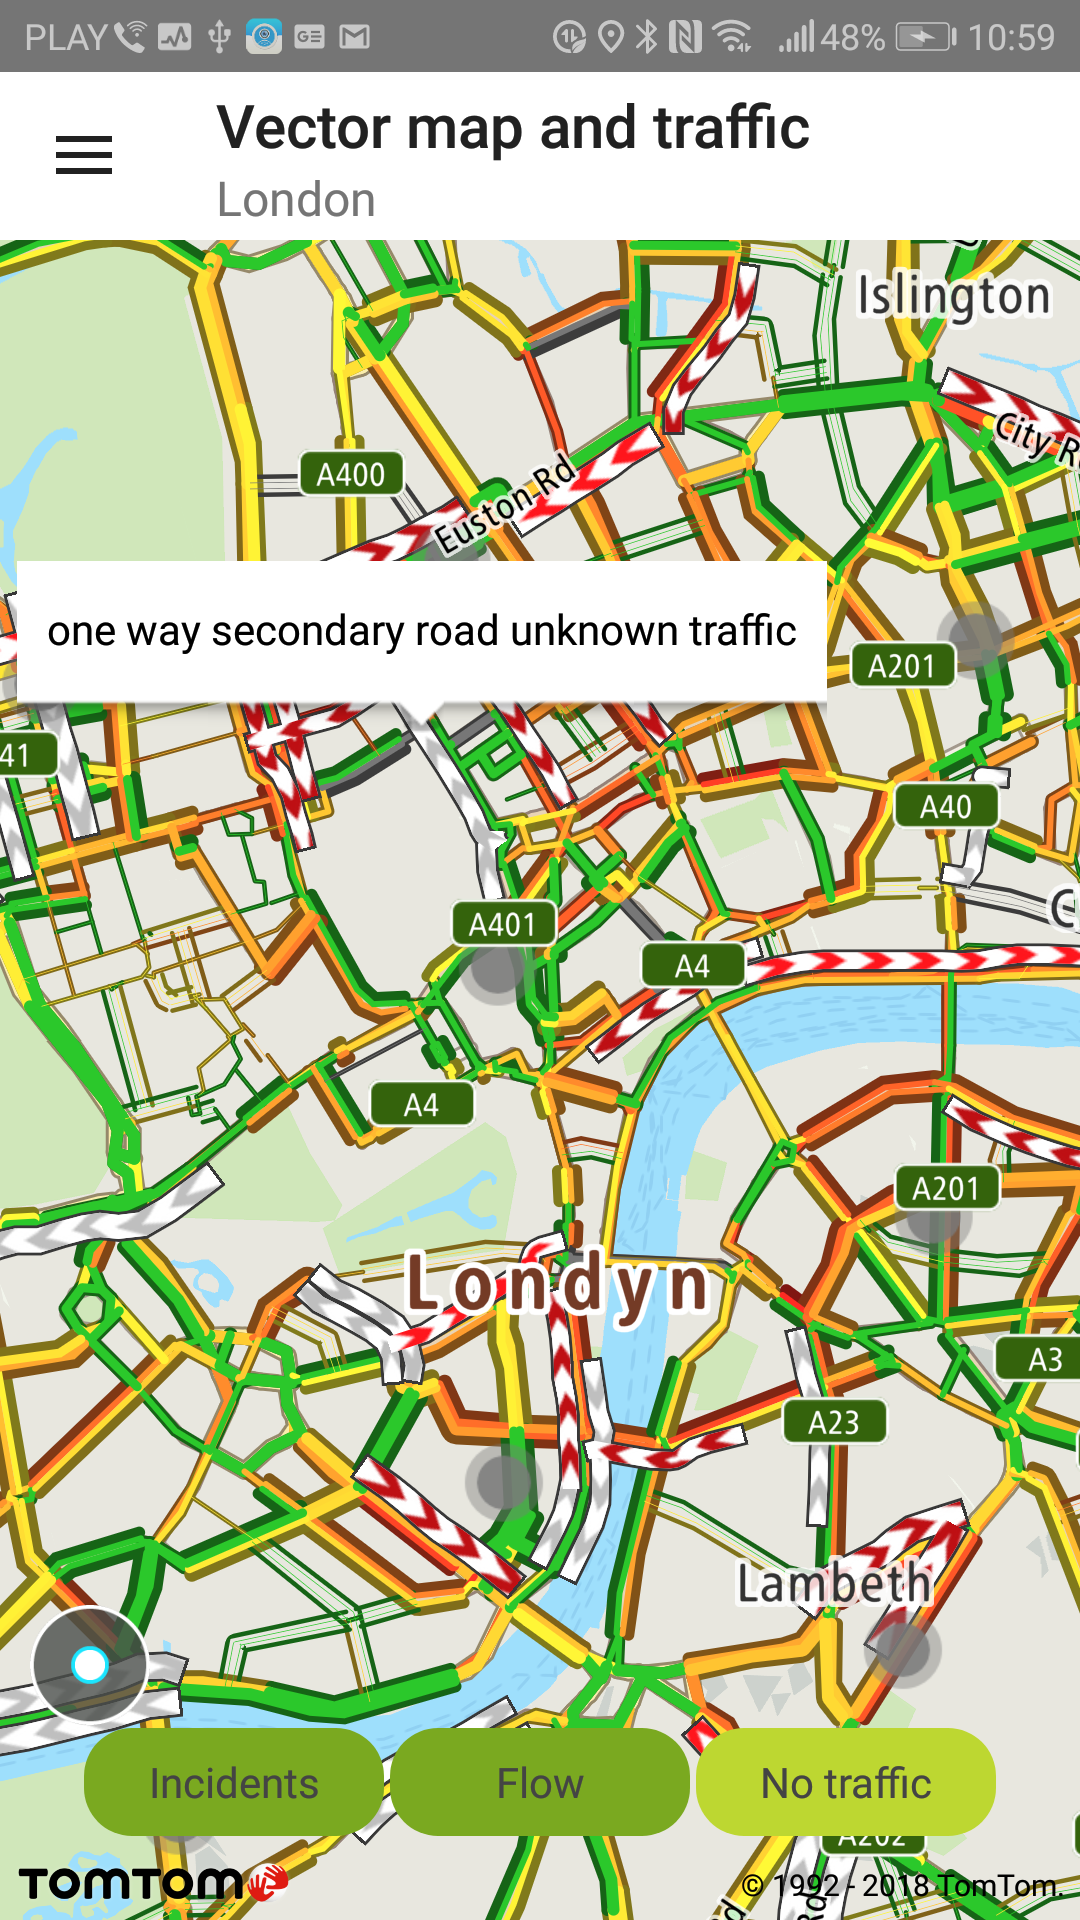 PLAY 48% 10:59
Vector map and traffic
London
Islington
City R
A400
Euston Rd
one way secondary road unknown traffic
A201
41
A40
C
A401
A4
A4
A201
Londyn
A3
A23
Lambeth
Incidents Flow No traffic
A202
TOMTOM
© 1992 - 2018 TomTom.
Rd